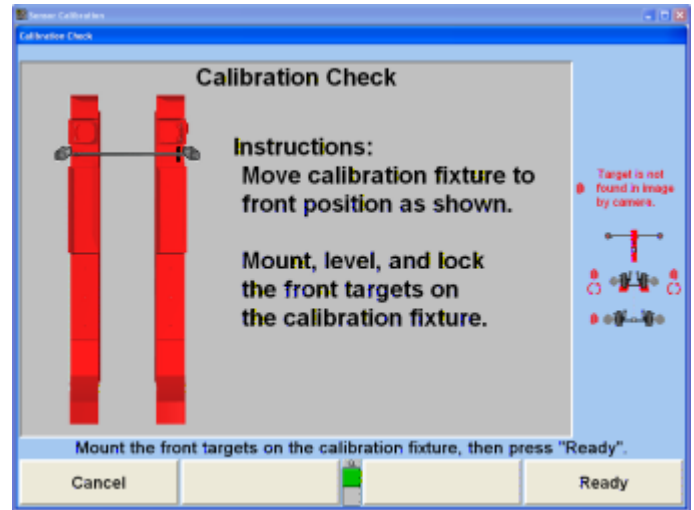 Sensor Calibration
Calibration Check
Calibration Check
Instructions:
Move calibration fixture to
front position as shown.
Mount, level, and lock
the front targets on
the calibration fixture.
Target is not
found in image
by camera.
Mount the front targets on the calibration fixture, then press "Ready".
Cancel
Ready